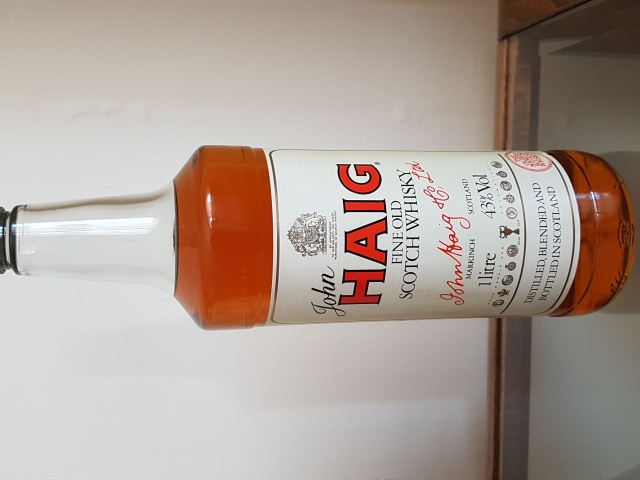 John
HAIG®
FINE OLD
SCOTCH WHISKY
John Haig & Co. Ltd
MARKINCH SCOTLAND
1 litre 43% Vol
DISTILLED, BLENDED AND
BOTTLED IN SCOTLAND